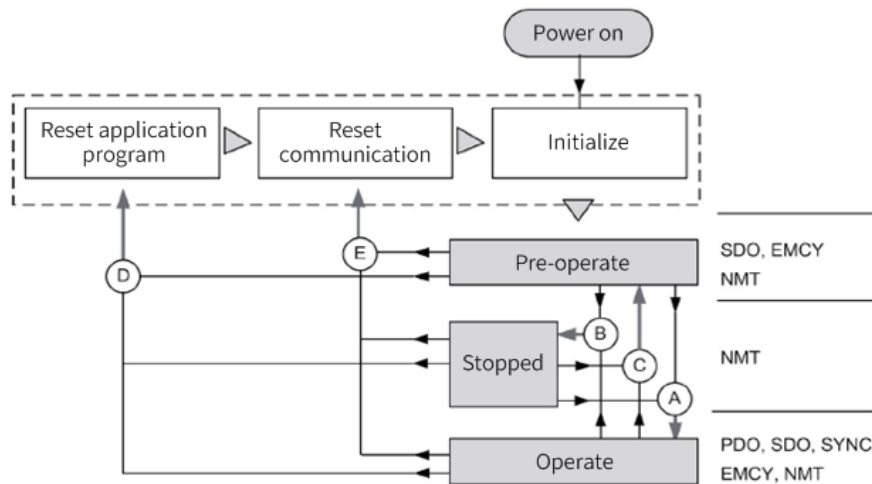 Power on
Reset application
program
Reset
communication
Initialize
E
D
Pre-operate
SDO, EMCY
NMT
B
Stopped
C
NMT
A
Operate
PDO, SDO, SYNC
EMCY, NMT